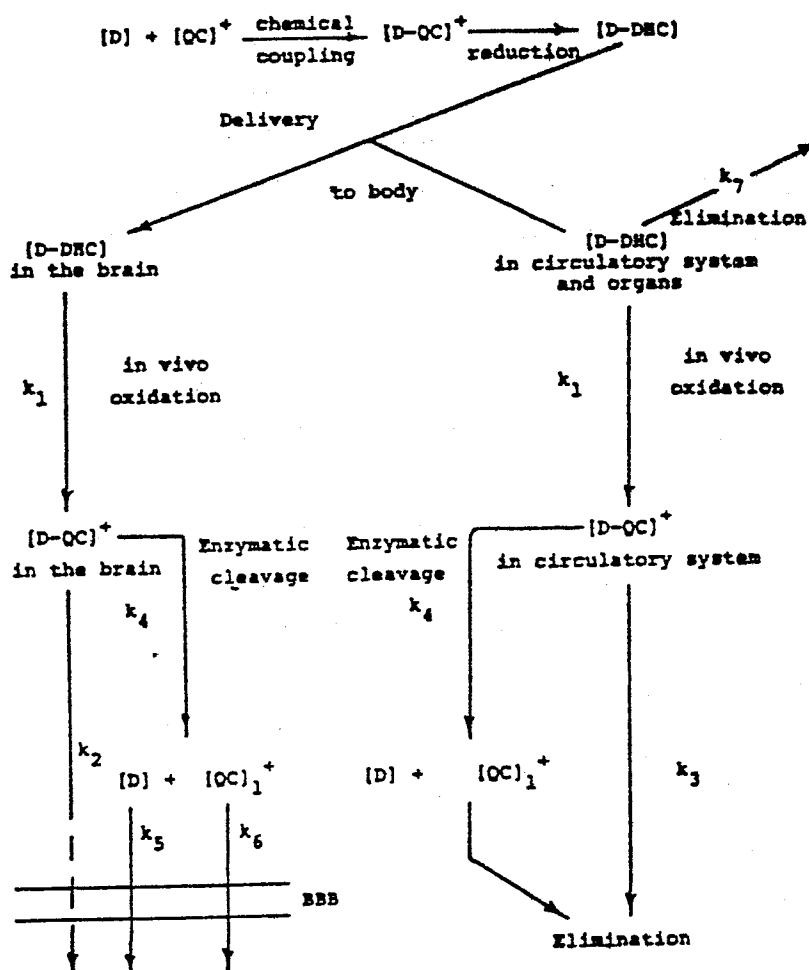 [D] + [QC]⁺ chemical coupling [D-QC]⁺ reduction [D-DHC]
Delivery
to body
k₇
Elimination
[D-DHC]
in the brain
[D-DHC]
in circulatory system
and organs
k₁
in vivo
oxidation
k₁
in vivo
oxidation
[D-QC]⁺
in the brain
Enzymatic
cleavage
k₄
Enzymatic
cleavage
k₄
[D-QC]⁺
in circulatory system
k₂
[D] + [QC]₁⁺
[D] + [QC]₁⁺
k₃
k₅
k₆
BBB
Elimination